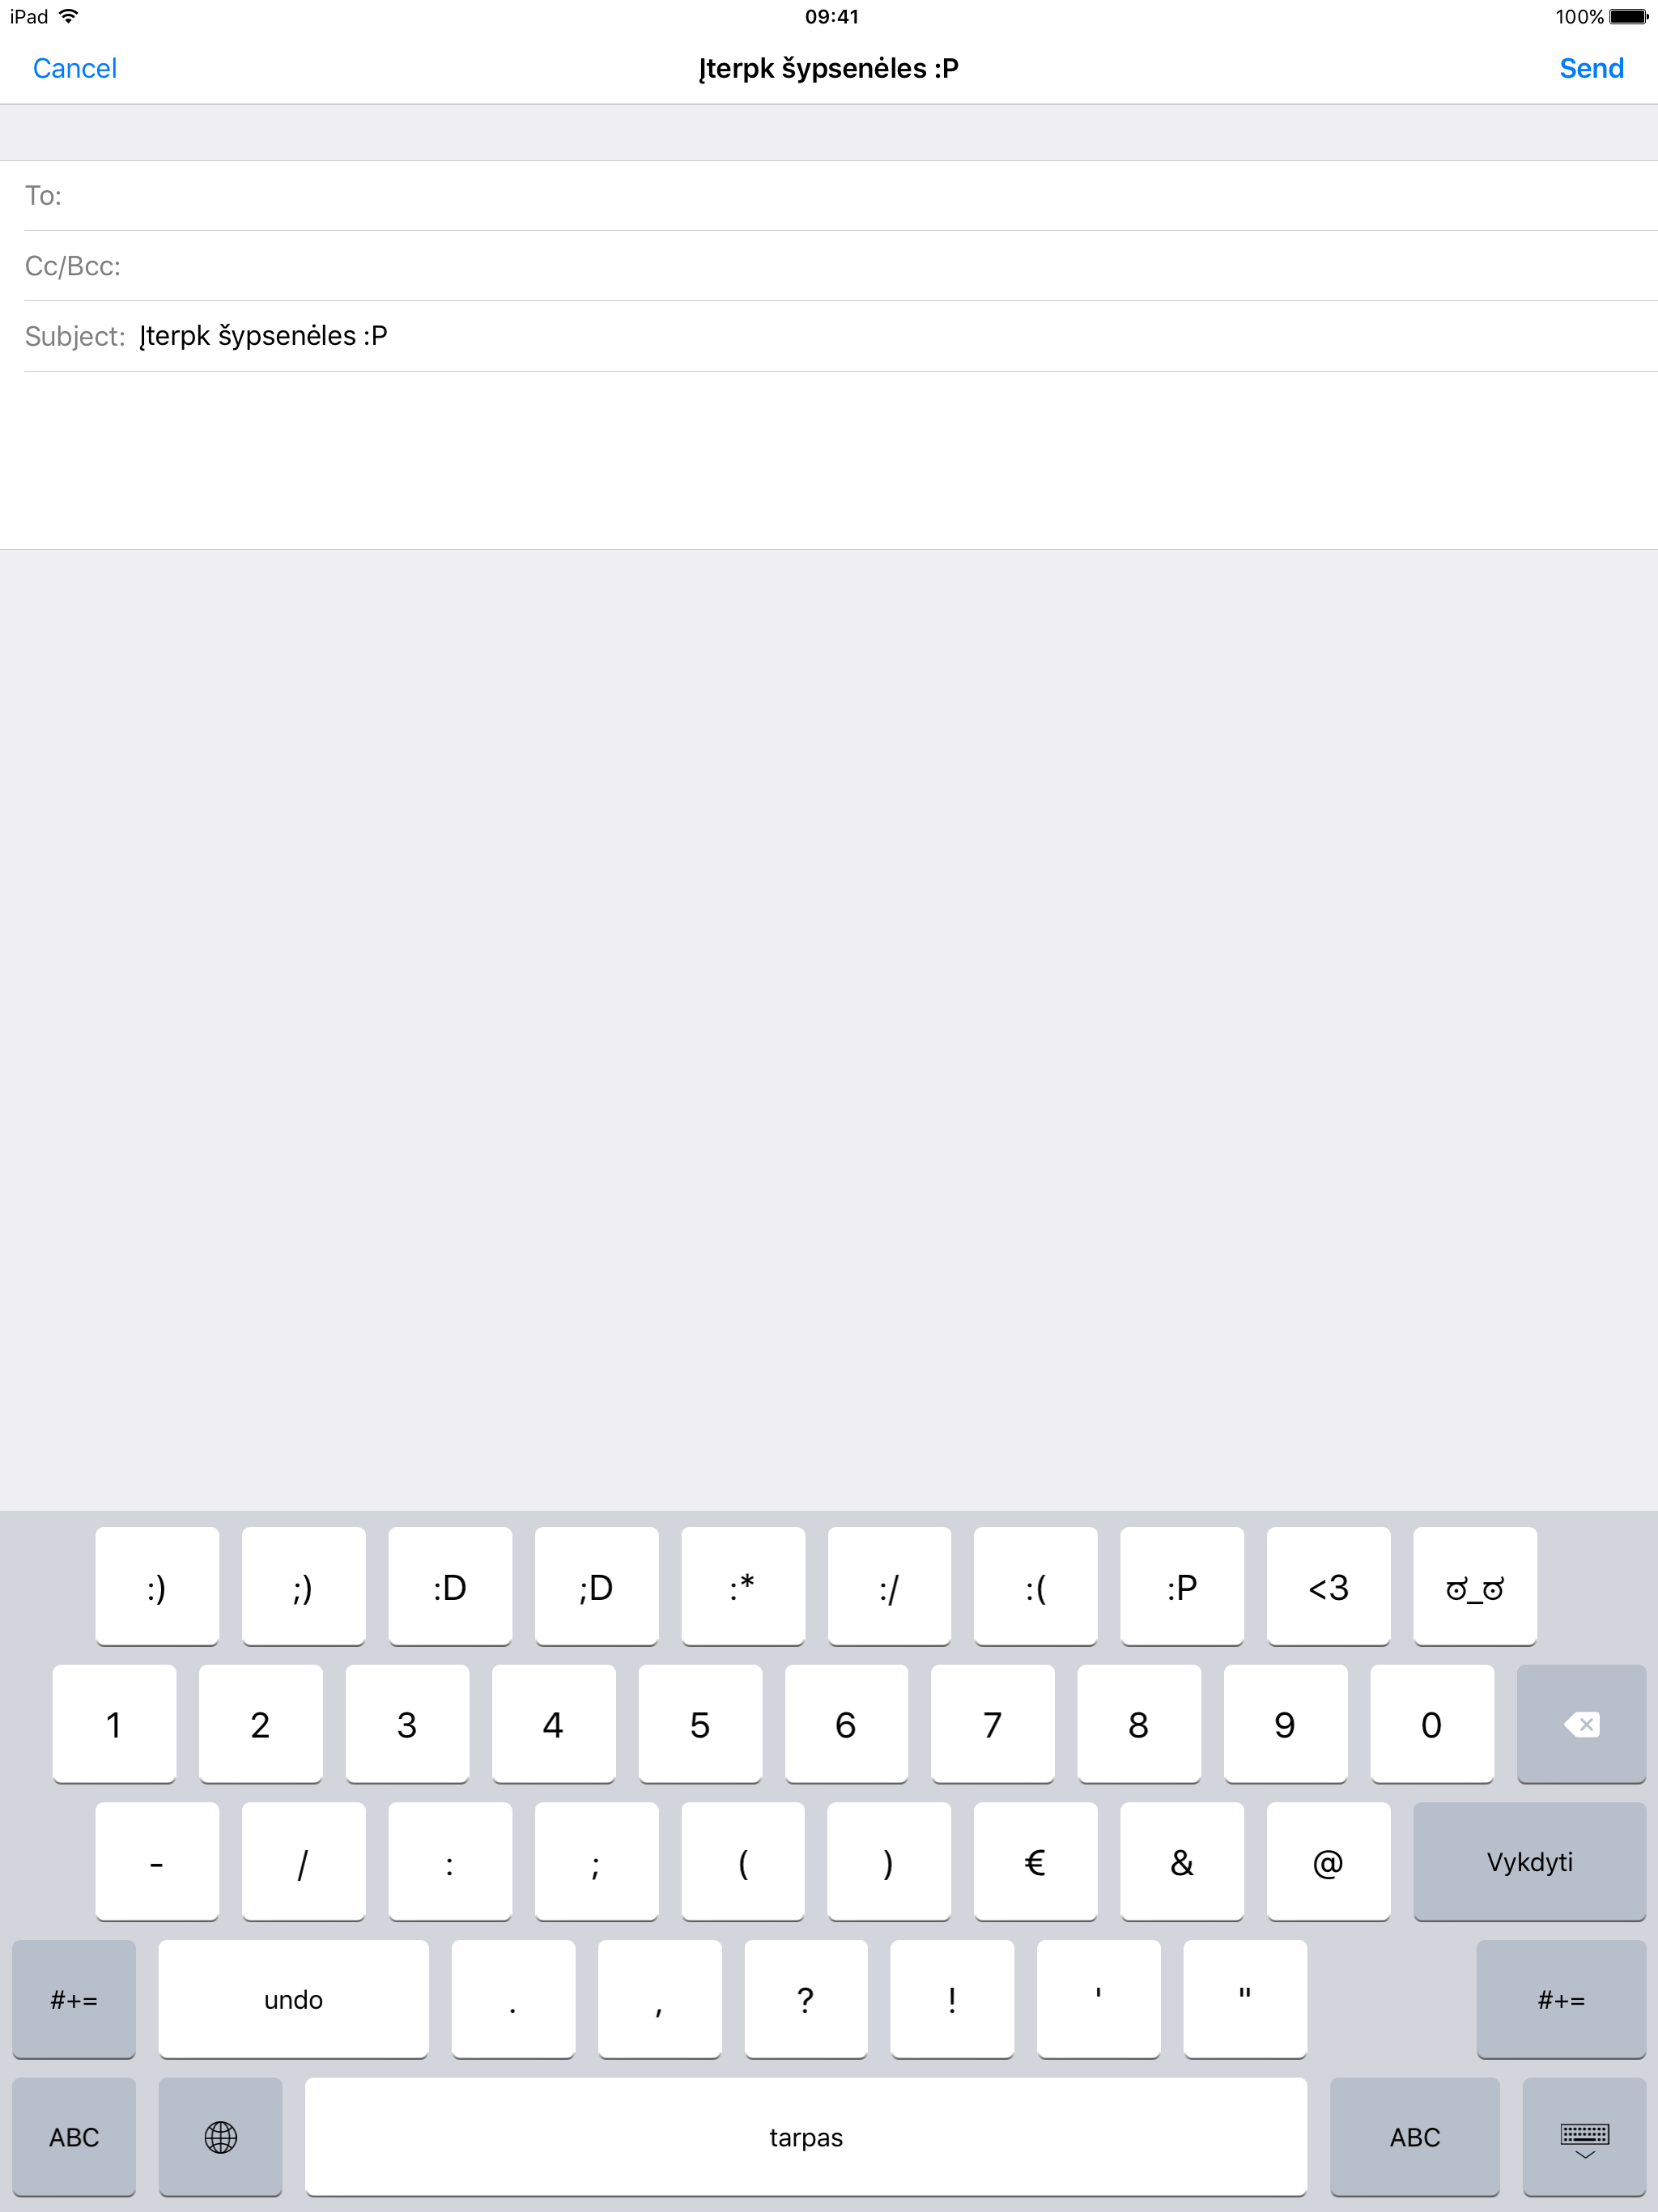 iPad 09:41 100%
Cancel Įterpk šypsenėles :P Send
To:
Cc/Bcc:
Subject: Įterpk šypsenėles :P
:) ;) :D ;D :* :/ :( :P <3 ಠ_ಠ
1 2 3 4 5 6 7 8 9 0
- / : ; ( ) € & @ Vykdyti
#+= undo . , ? ! ' " #+=
ABC tarpas ABC